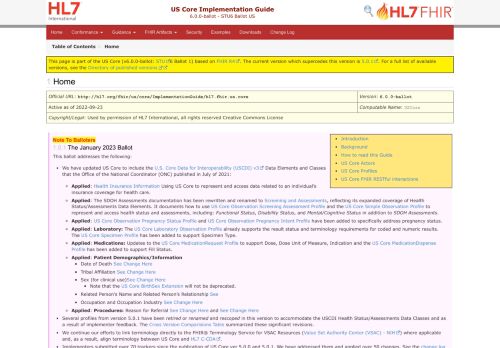 HL7
International
US Core Implementation Guide
6.0.0-ballot - STU6 Ballot US
HL7 FHIR
Home Conformance Guidance FHIR Artifacts Security Examples Downloads Change Log
Table of Contents Home
This page is part of the US Core (v6.0.0-ballot: STU 6 Ballot 1) based on FHIR R4. The current version which supercedes this version is 5.0.1. For a full list of available
versions, see the Directory of published versions
Home
Official URL: http://hl7.org/fhir/us/core/ImplementationGuide/hl7.fhir.us.core Version: 6.0.0-ballot
Active as of 2022-09-21 Computable Name: USCore
Copyright/Legal: Used by permission of HL7 International, all rights reserved Creative Commons License
Note To Balloters
The January 2023 Ballot
This ballot addresses the following:
We have updated US Core to include the U.S. Core Data for Interoperability (USCDI) v3 Data Elements and Classes
that the Office of the National Coordinator (ONC) published in July of 2021:
Applied: Health Insurance Information Using US Core to represent and access data related to an individual's
insurance coverage for health care.
Applied: The SDOH Assessments documentation has been rewritten and renamed to Screening and Assessments, reflecting its expanded coverage of Health
Status/Assessments Data Elements. It documents how to use US Core Observation Screening Assessment Profile and the US Core Simple Observation Profile to
represent and access health status and assessments, including: Functional Status, Disability Status, and Mental/Cognitive Status in addition to SDOH Assessments.
Applied: US Core Observation Pregnancy Status Profile and US Core Observation Pregnancy Intent Profile have been added to specifically address pregnancy status.
Applied: Laboratory: The US Core Laboratory Observation Profile already supports the result status and terminology requirements for coded and numeric results.
The US Core Specimen Profile has been added to support Specimen Type.
Applied: Medications: Updates to the US Core MedicationRequest Profile to support Dose, Dose Unit of Measure, Indication and the US Core MedicationDispense
Profile has been added to support Fill Status.
Applied: Patient Demographics/Information
Date of Death See Change Here
Tribal Affiliation See Change Here
Sex (for clinical use)See Change Here
Note that the US Core BirthSex Extension will not be deprecated.
Related Person's Name and Related Person's Relationship See
Occupation and Occupation Industry See Change Here
Applied: Procedures: Reason for Referral See Change Here and See Change Here
Several profiles from version 5.0.1 have been retired or renamed and rescoped in this version to accommodate the USCDI Health Status/Assessments Data Classes and as
a result of implementer feedback. The Cross Version Comparisons Table summarized these significant revisions.
We continue our efforts to link terminology directly to the FHIR® Terminology Service for VSAC Resources (Value Set Authority Center (VSAC) - NIH) where applicable
and, as a result, align terminology between US Core and HL7 C-CDA
Implementers submitted over 70 trackers since the publication of US Core ver 5.0.0 and 5.0.1. We have addressed them and applied over 50 changes. See the change log.
Introduction
Background
How to read this Guide
US Core Actors
US Core Profiles
US Core FHIR RESTful interactions